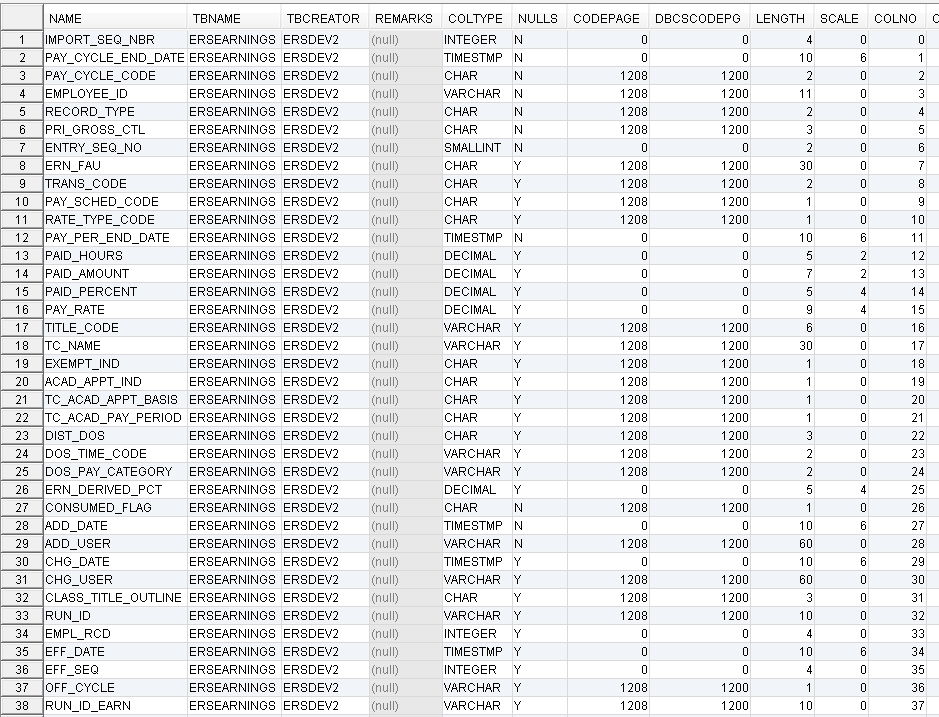 NAME TBNAME TBCREATOR REMARKS COLTYPE NULLS CODEPAGE DBCSCODEPG LENGTH SCALE COLNO C
1 IMPORT_SEQ_NBR ERSEARNINGS ERSDEV2 (null) INTEGER N 0 0 4 0 0
2 PAY_CYCLE_END_DATE ERSEARNINGS ERSDEV2 (null) TIMESTMP N 0 0 10 6 1
3 PAY_CYCLE_CODE ERSEARNINGS ERSDEV2 (null) CHAR N 1208 1200 2 0 2
4 EMPLOYEE_ID ERSEARNINGS ERSDEV2 (null) VARCHAR N 1208 1200 11 0 3
5 RECORD_TYPE ERSEARNINGS ERSDEV2 (null) CHAR N 1208 1200 2 0 4
6 PRI_GROSS_CTL ERSEARNINGS ERSDEV2 (null) CHAR N 1208 1200 3 0 5
7 ENTRY_SEQ_NO ERSEARNINGS ERSDEV2 (null) SMALLINT N 0 0 2 0 6
8 ERN_FAU ERSEARNINGS ERSDEV2 (null) CHAR Y 1208 1200 30 0 7
9 TRANS_CODE ERSEARNINGS ERSDEV2 (null) CHAR Y 1208 1200 2 0 8
10 PAY_SCHED_CODE ERSEARNINGS ERSDEV2 (null) CHAR Y 1208 1200 1 0 9
11 RATE_TYPE_CODE ERSEARNINGS ERSDEV2 (null) CHAR Y 1208 1200 1 0 10
12 PAY_PER_END_DATE ERSEARNINGS ERSDEV2 (null) TIMESTMP N 0 0 10 6 11
13 PAID_HOURS ERSEARNINGS ERSDEV2 (null) DECIMAL Y 0 0 5 2 12
14 PAID_AMOUNT ERSEARNINGS ERSDEV2 (null) DECIMAL Y 0 0 7 2 13
15 PAID_PERCENT ERSEARNINGS ERSDEV2 (null) DECIMAL Y 0 0 5 4 14
16 PAY_RATE ERSEARNINGS ERSDEV2 (null) DECIMAL Y 0 0 9 4 15
17 TITLE_CODE ERSEARNINGS ERSDEV2 (null) VARCHAR Y 1208 1200 6 0 16
18 TC_NAME ERSEARNINGS ERSDEV2 (null) VARCHAR Y 1208 1200 30 0 17
19 EXEMPT_IND ERSEARNINGS ERSDEV2 (null) CHAR Y 1208 1200 1 0 18
20 ACAD_APPT_IND ERSEARNINGS ERSDEV2 (null) CHAR Y 1208 1200 1 0 19
21 TC_ACAD_APPT_BASIS ERSEARNINGS ERSDEV2 (null) CHAR Y 1208 1200 1 0 20
22 TC_ACAD_PAY_PERIOD ERSEARNINGS ERSDEV2 (null) CHAR Y 1208 1200 1 0 21
23 DIST_DOS ERSEARNINGS ERSDEV2 (null) CHAR Y 1208 1200 3 0 22
24 DOS_TIME_CODE ERSEARNINGS ERSDEV2 (null) VARCHAR Y 1208 1200 2 0 23
25 DOS_PAY_CATEGORY ERSEARNINGS ERSDEV2 (null) VARCHAR Y 1208 1200 2 0 24
26 ERN_DERIVED_PCT ERSEARNINGS ERSDEV2 (null) DECIMAL Y 0 0 5 4 25
27 CONSUMED_FLAG ERSEARNINGS ERSDEV2 (null) CHAR N 1208 1200 1 0 26
28 ADD_DATE ERSEARNINGS ERSDEV2 (null) TIMESTMP N 0 0 10 6 27
29 ADD_USER ERSEARNINGS ERSDEV2 (null) VARCHAR N 1208 1200 60 0 28
30 CHG_DATE ERSEARNINGS ERSDEV2 (null) TIMESTMP Y 0 0 10 6 29
31 CHG_USER ERSEARNINGS ERSDEV2 (null) VARCHAR Y 1208 1200 60 0 30
32 CLASS_TITLE_OUTLINE ERSEARNINGS ERSDEV2 (null) CHAR Y 1208 1200 3 0 31
33 RUN_ID ERSEARNINGS ERSDEV2 (null) VARCHAR Y 1208 1200 10 0 32
34 EMPL_RCD ERSEARNINGS ERSDEV2 (null) INTEGER Y 0 0 4 0 33
35 EFF_DATE ERSEARNINGS ERSDEV2 (null) TIMESTMP Y 0 0 10 6 34
36 EFF_SEQ ERSEARNINGS ERSDEV2 (null) INTEGER Y 0 0 4 0 35
37 OFF_CYCLE ERSEARNINGS ERSDEV2 (null) VARCHAR Y 1208 1200 1 0 36
38 RUN_ID_EARN ERSEARNINGS ERSDEV2 (null) VARCHAR Y 1208 1200 10 0 37